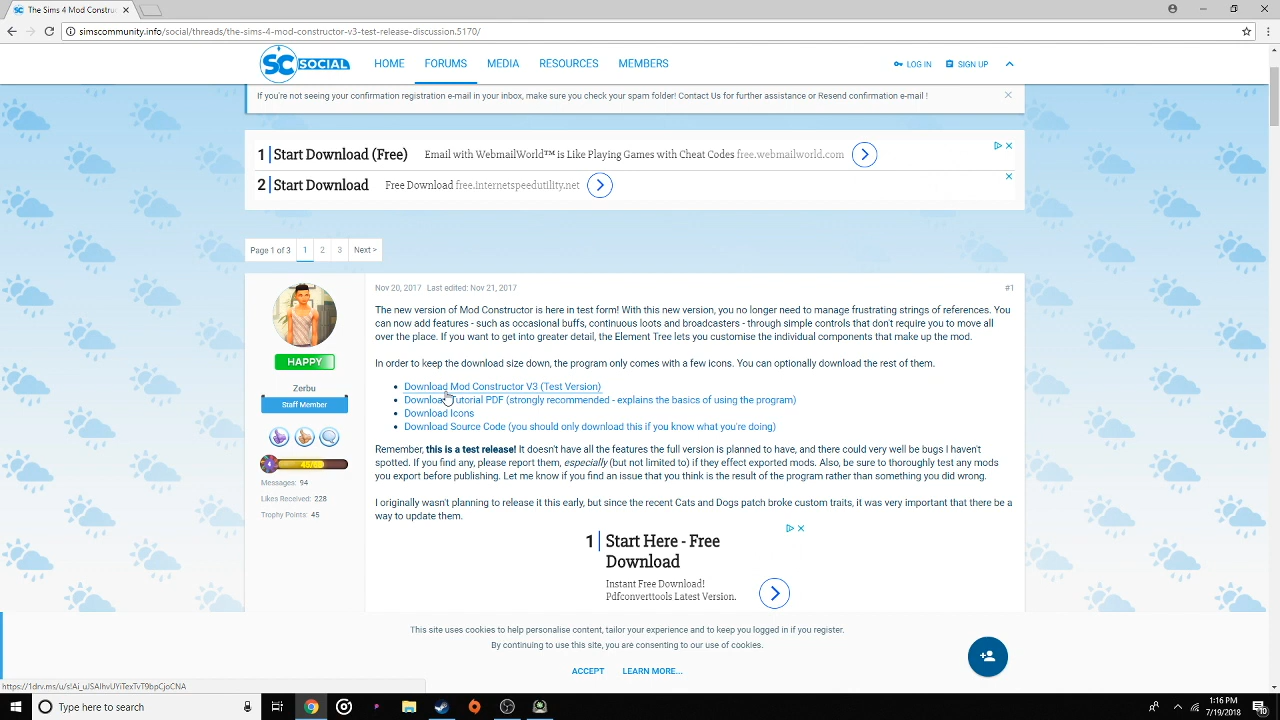 The Sims 4 Mod Constru
simscommunity.info/social/threads/the-sims-4-mod-constructor-v3-test-release-discussion.5170/
SC SOCIAL
HOME
FORUMS
MEDIA
RESOURCES
MEMBERS
LOG IN
SIGN UP
If you're not seeing your confirmation registration e-mail in your inbox, make sure you check your spam folder! Contact Us for further assistance or Resend confirmation e-mail !
1 Start Download (Free) Email with WebmailWorld™ is Like Playing Games with Cheat Codes free.webmailworld.com
2 Start Download Free Download free.internetspeedutility.net
Page 1 of 3 1 2 3 Next >
Nov 20, 2017 Last edited: Nov 21, 2017 #1
The new version of Mod Constructor is here in test form! With this new version, you no longer need to manage frustrating strings of references. You
can now add features - such as occasional buffs, continuous loots and broadcasters - through simple controls that don't require you to move all
over the place. If you want to get into greater detail, the Element Tree lets you customise the individual components that make up the mod.
In order to keep the download size down, the program only comes with a few icons. You can optionally download the rest of them.
Download Mod Constructor V3 (Test Version)
Download Tutorial PDF (strongly recommended - explains the basics of using the program)
Download Icons
Download Source Code (you should only download this if you know what you're doing)
Remember, this is a test release! It doesn't have all the features the full version is planned to have, and there could very well be bugs I haven't
spotted. If you find any, please report them, especially (but not limited to) if they effect exported mods. Also, be sure to thoroughly test any mods
you export before publishing. Let me know if you find an issue that you think is the result of the program rather than something you did wrong.
I originally wasn't planning to release it this early, but since the recent Cats and Dogs patch broke custom traits, it was very important that there be a
way to update them.
HAPPY
Zerbu
Staff Member
Messages: 94
Likes Received: 228
Trophy Points: 45
1 Start Here - Free
Download
Instant Free Download!
Pdfconverttools Latest Version.
This site uses cookies to help personalise content, tailor your experience and to keep you logged in if you register.
By continuing to use this site, you are consenting to our use of cookies.
ACCEPT
LEARN MORE...
https://1drv.ms/u/s!Ai_uJSAIhvUYiTexTvT9bpCjoCNA
Type here to search
1:16 PM
7/19/2018